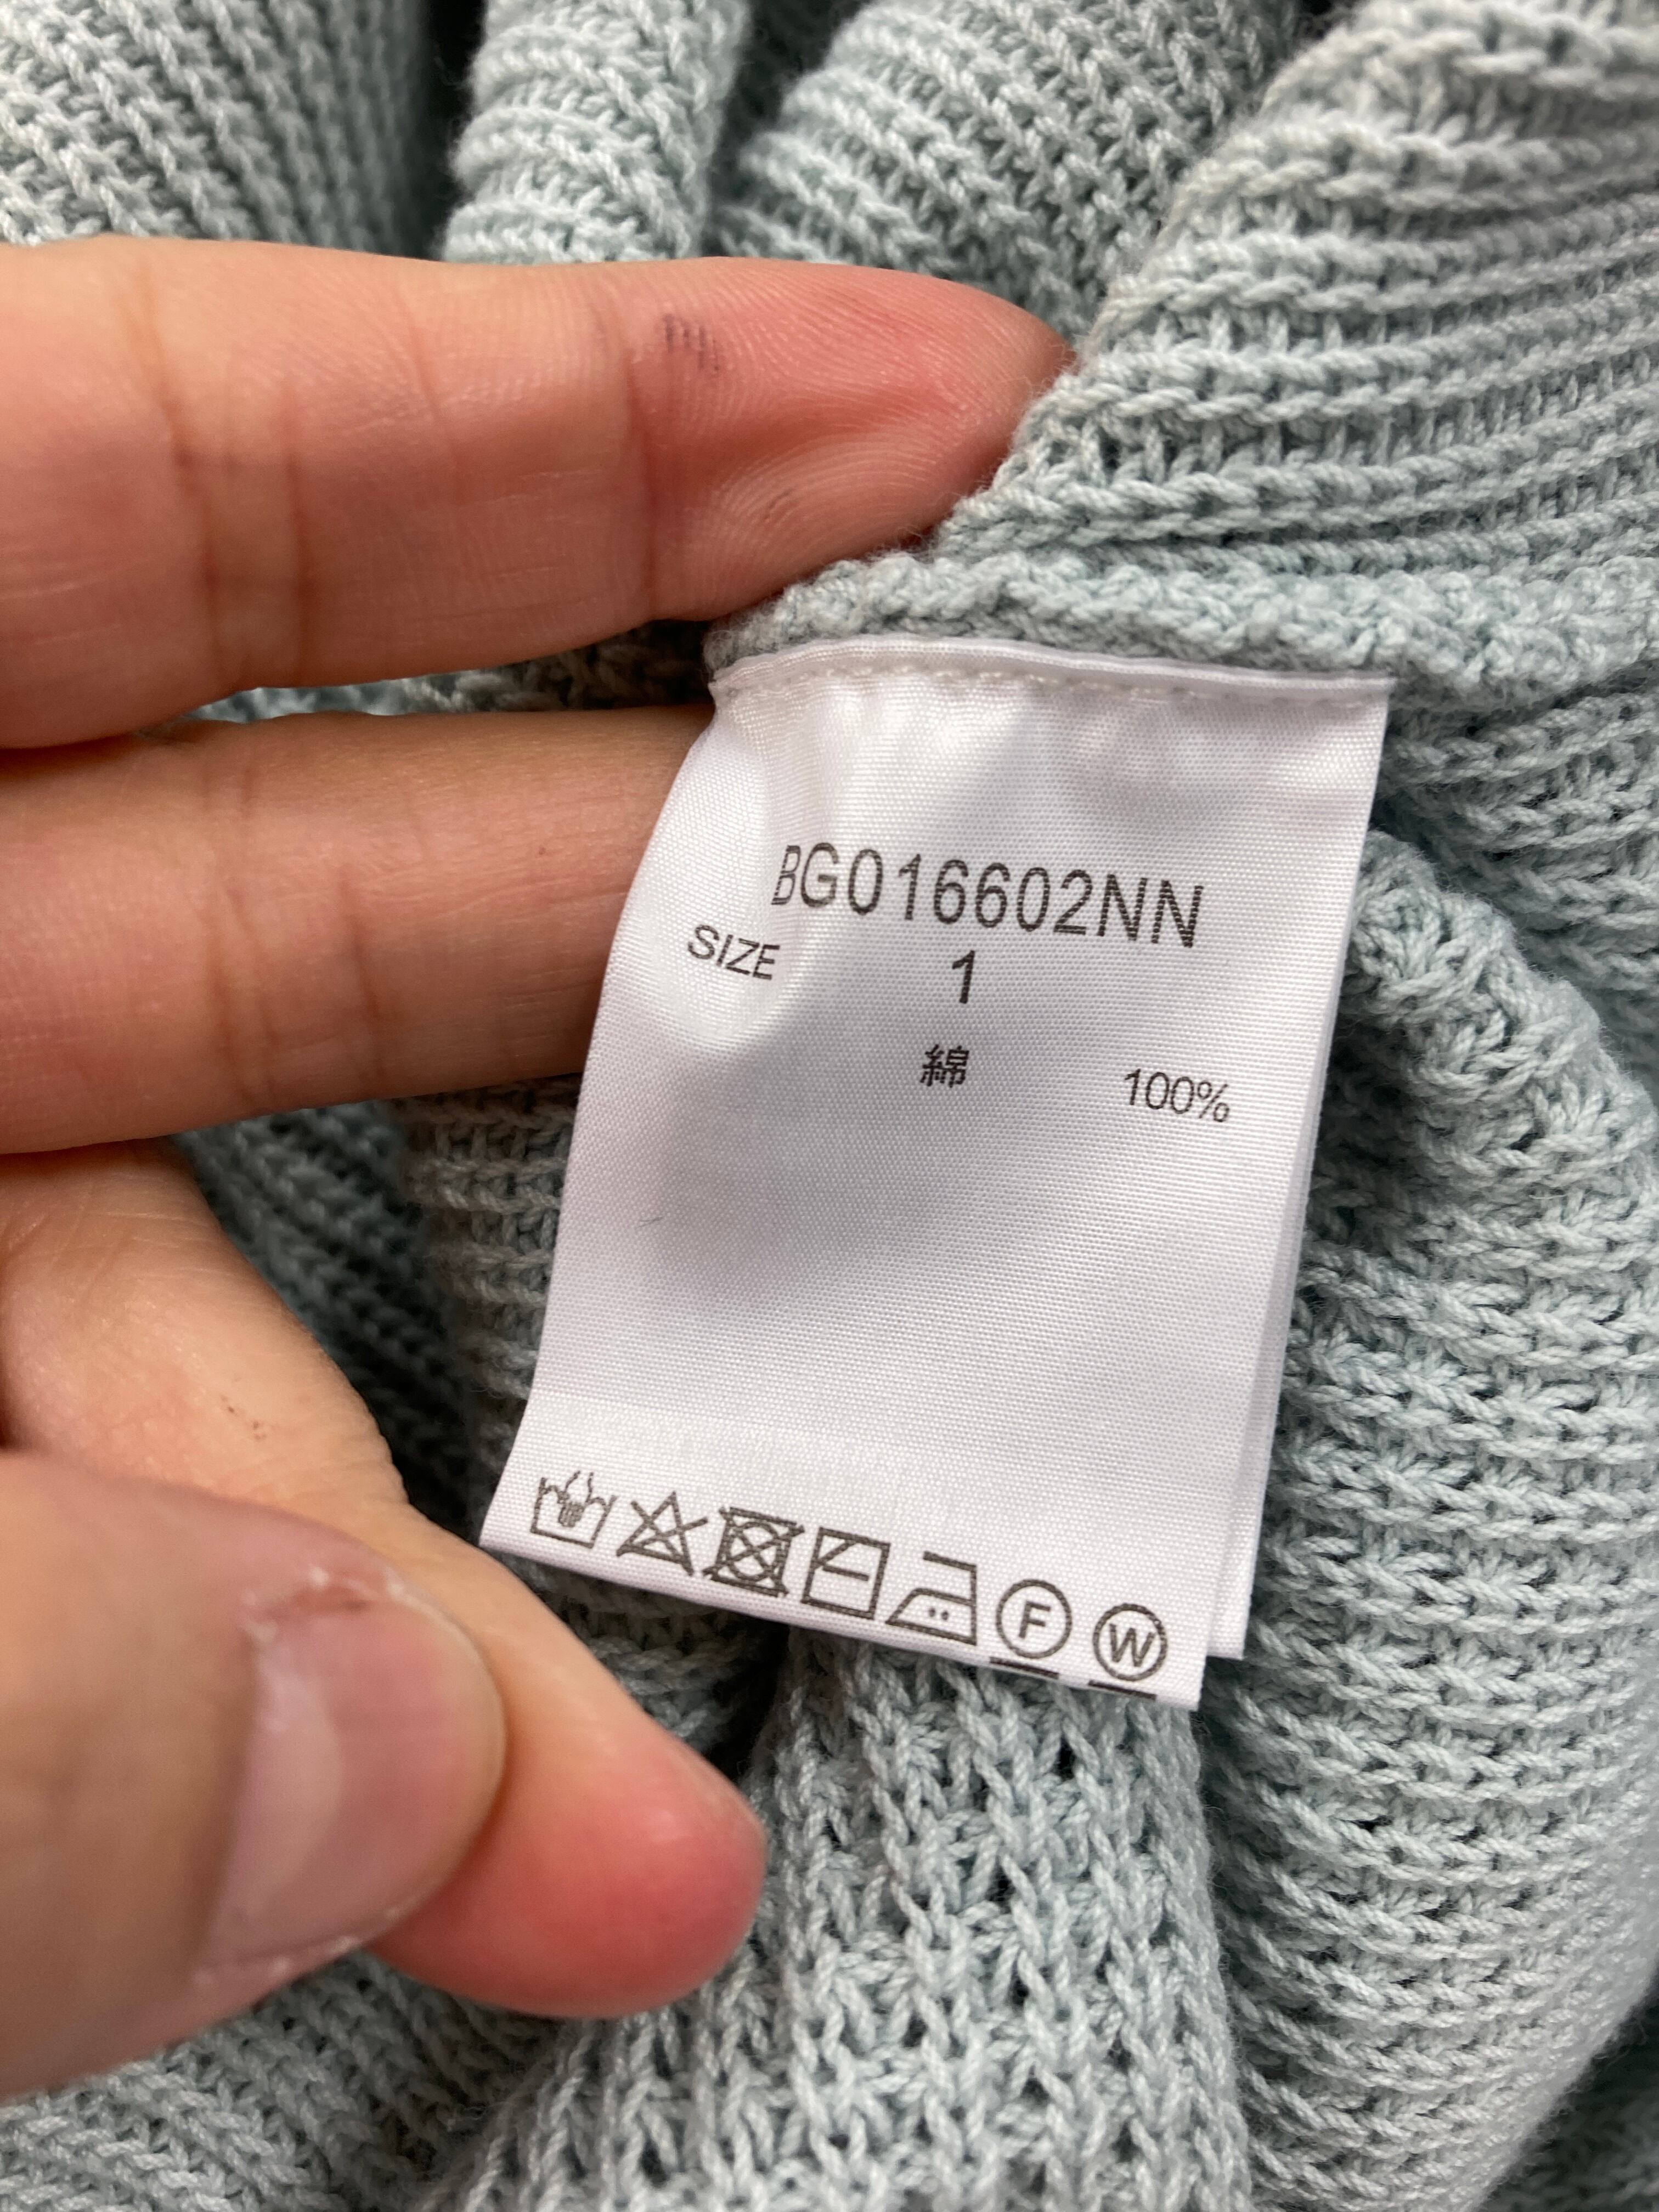 BG016602NN
SIZE 1
綿 100%
F W